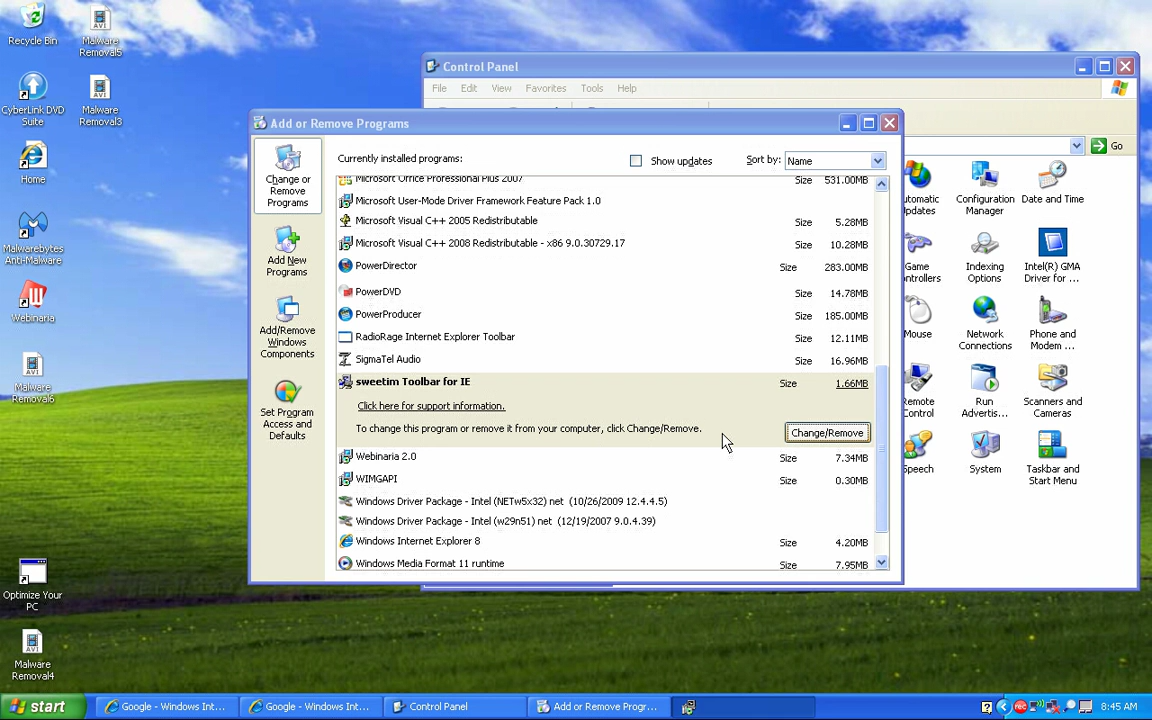 Recycle Bin
Malware
Removal5
CyberLink DVD
Suite
Malware
Removal3
Home
Malwarebytes
Anti-Malware
Webinaria
Malware
Removal6
Optimize Your
PC
Malware
Removal4
Control Panel
File Edit View Favorites Tools Help
Go
Add or Remove Programs
Change or
Remove
Programs
Add New
Programs
Add/Remove
Windows
Components
Set Program
Access and
Defaults
Currently installed programs:
Show updates
Sort by: Name
Microsoft Office Professional Plus 2007 Size 531.00MB
Microsoft User-Mode Driver Framework Feature Pack 1.0
Microsoft Visual C++ 2005 Redistributable Size 5.28MB
Microsoft Visual C++ 2008 Redistributable - x86 9.0.30729.17 Size 10.28MB
PowerDirector Size 283.00MB
PowerDVD Size 14.78MB
PowerProducer Size 185.00MB
RadioRage Internet Explorer Toolbar Size 12.11MB
SigmaTel Audio Size 16.96MB
sweetim Toolbar for IE Size 1.66MB
Click here for support information.
To change this program or remove it from your computer, click Change/Remove.
Change/Remove
Webinaria 2.0 Size 7.34MB
WIMGAPI Size 0.30MB
Windows Driver Package - Intel (NETw5x32) net (10/26/2009 12.4.4.5)
Windows Driver Package - Intel (w29n51) net (12/19/2007 9.0.4.39)
Windows Internet Explorer 8 Size 4.20MB
Windows Media Format 11 runtime Size 7.95MB
utomatic
Updates
Configuration
Manager
Date and Time
Game
ontrollers
Indexing
Options
Intel(R) GMA
Driver for ...
Mouse
Network
Connections
Phone and
Modem ...
Remote
Control
Run
Advertis...
Scanners and
Cameras
Speech
System
Taskbar and
Start Menu
start
Google - Windows Int...
Google - Windows Int...
Control Panel
Add or Remove Progr...
8:45 AM